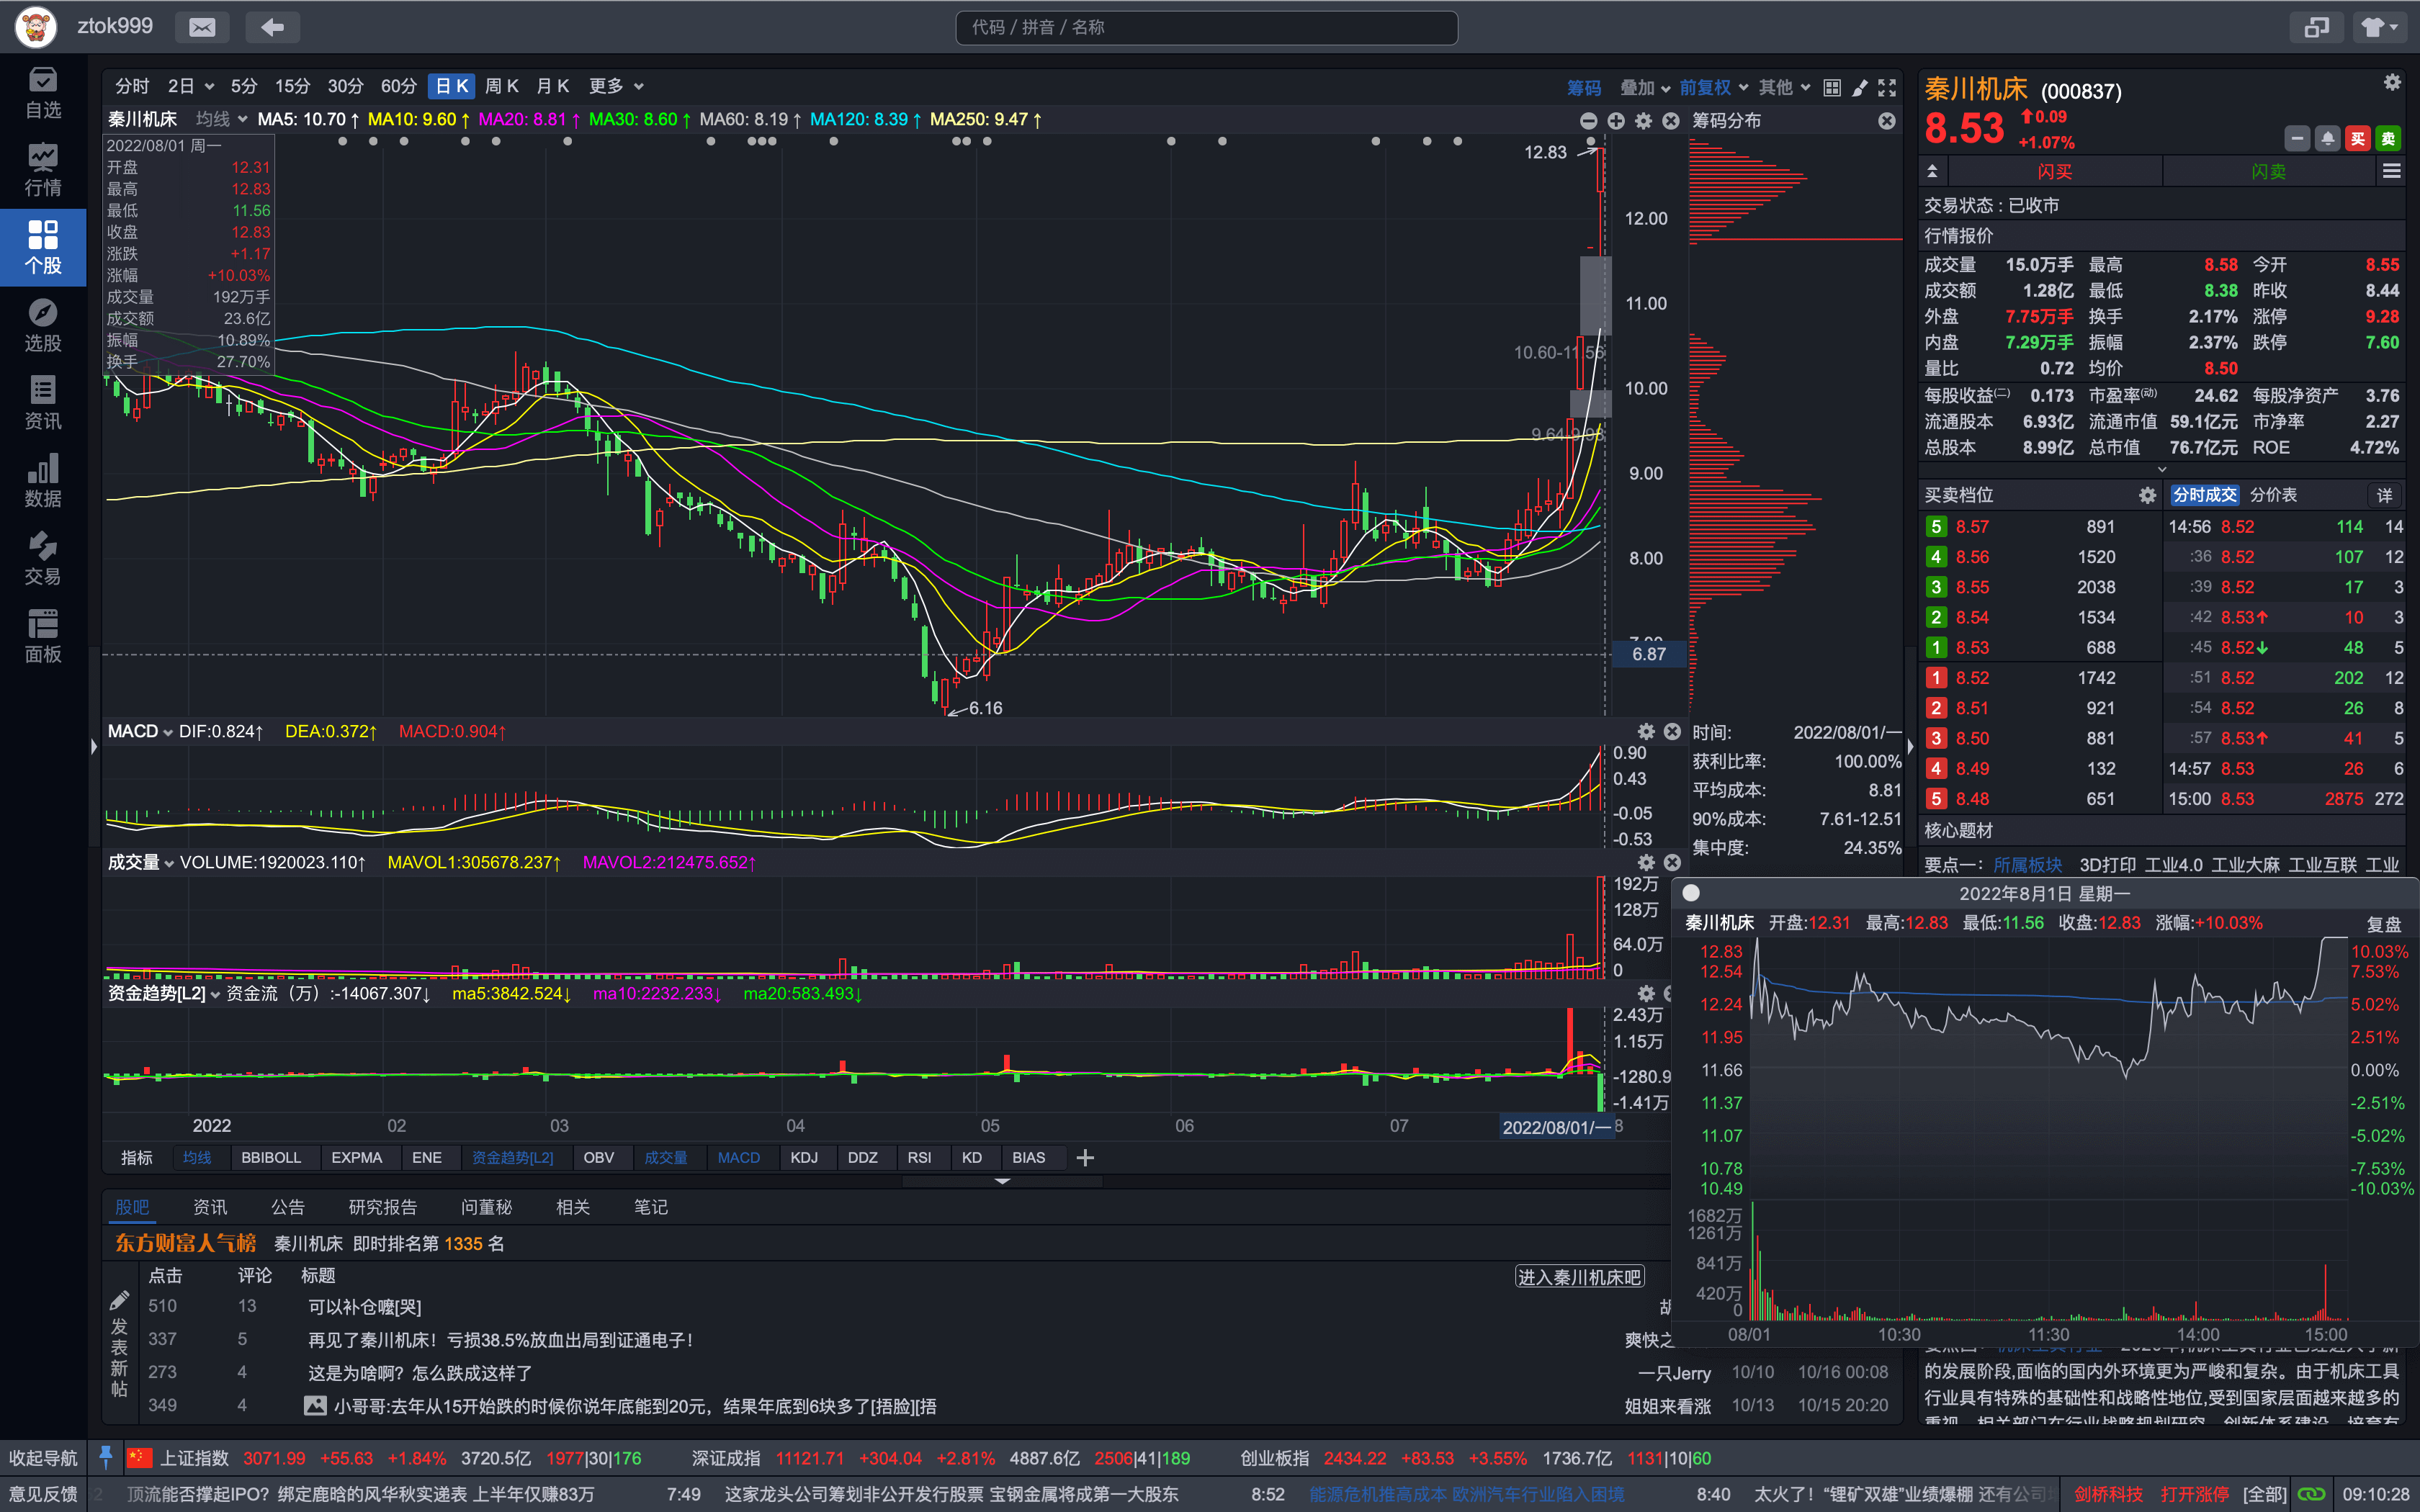 ztok999
代码 / 拼音 / 名称
自选
行情
个股
选股
资讯
数据
交易
面板
分时 2日 5分 15分 30分 60分 日K 周K 月K 更多
筹码 叠加 前复权 其他
秦川机床 均线 MA5: 10.70↑ MA10: 9.60↑ MA20: 8.81↑ MA30: 8.60↑ MA60: 8.19↑ MA120: 8.39↑ MA250: 9.47↑
筹码分布
2022/08/01 周一
开盘 12.31
最高 12.83
最低 11.56
收盘 12.83
涨跌 +1.17
涨幅 +10.03%
成交量 192万手
成交额 23.6亿
振幅 10.89%
换手 27.70%
12.83
12.00
11.00
10.60-11.56
10.00
9.64-9.98
9.00
8.00
6.87
6.16
MACD DIF:0.824↑ DEA:0.372↑ MACD:0.904↑
0.90
0.43
-0.05
-0.53
成交量 VOLUME:1920023.110↑ MAVOL1:305678.237↑ MAVOL2:212475.652↑
192万
128万
64.0万
0
资金趋势[L2] 资金流（万）:-14067.307↓ ma5:3842.524↓ ma10:2232.233↓ ma20:583.493↓
2.43万
1.15万
-1280.9
-1.41万
2022 02 03 04 05 06 07 2022/08/01/一 8
指标 均线 BBIBOLL EXPMA ENE 资金趋势[L2] OBV 成交量 MACD KDJ DDZ RSI KD BIAS
时间: 2022/08/01/一
获利比率: 100.00%
平均成本: 8.81
90%成本: 7.61-12.51
集中度: 24.35%
股吧 资讯 公告 研究报告 问董秘 相关 笔记
东方财富人气榜 秦川机床 即时排名第 1335 名
点击 评论 标题
进入秦川机床吧
发表新帖
510 13 可以补仓嚒[哭]
337 5 再见了秦川机床！亏损38.5%放血出局到证通电子！ 爽快之
273 4 这是为啥啊？怎么跌成这样了 一只Jerry 10/10 10/16 00:08
349 4 小哥哥:去年从15开始跌的时候你说年底能到20元，结果年底到6块多了[捂脸][捂 姐姐来看涨 10/13 10/15 20:20
秦川机床 (000837)
8.53 0.09
+1.07%
买 卖
闪买 闪卖
交易状态 : 已收市
行情报价
成交量 15.0万手 最高 8.58 今开 8.55
成交额 1.28亿 最低 8.38 昨收 8.44
外盘 7.75万手 换手 2.17% 涨停 9.28
内盘 7.29万手 振幅 2.37% 跌停 7.60
量比 0.72 均价 8.50
每股收益(二) 0.173 市盈率(动) 24.62 每股净资产 3.76
流通股本 6.93亿 流通市值 59.1亿元 市净率 2.27
总股本 8.99亿 总市值 76.7亿元 ROE 4.72%
买卖档位 分时成交 分价表 详
5 8.57 891 14:56 8.52 114 14
4 8.56 1520 :36 8.52 107 12
3 8.55 2038 :39 8.52 17 3
2 8.54 1534 :42 8.53↑ 10 3
1 8.53 688 :45 8.52↓ 48 5
1 8.52 1742 :51 8.52 202 12
2 8.51 921 :54 8.52 26 8
3 8.50 881 :57 8.53↑ 41 5
4 8.49 132 14:57 8.53 26 6
5 8.48 651 15:00 8.53 2875 272
核心题材
要点一： 所属板块 3D打印 工业4.0 工业大麻 工业互联 工业
2022年8月1日 星期一
秦川机床 开盘:12.31 最高:12.83 最低:11.56 收盘:12.83 涨幅:+10.03% 复盘
12.83 10.03%
12.54 7.53%
12.24 5.02%
11.95 2.51%
11.66 0.00%
11.37 -2.51%
11.07 -5.02%
10.78 -7.53%
10.49 -10.03%
1682万
1261万
841万
420万
0
08/01 10:30 11:30 14:00 15:00
的发展阶段,面临的国内外环境更为严峻和复杂。由于机床工具
行业具有特殊的基础性和战略性地位,受到国家层面越来越多的
收起导航 上证指数 3071.99 +55.63 +1.84% 3720.5亿 1977|30|176 深证成指 11121.71 +304.04 +2.81% 4887.6亿 2506|41|189 创业板指 2434.22 +83.53 +3.55% 1736.7亿 1131|10|60
意见反馈 顶流能否撑起IPO？绑定鹿晗的风华秋实递表 上半年仅赚83万 7:49 这家龙头公司筹划非公开发行股票 宝钢金属将成第一大股东 8:52 能源危机推高成本 欧洲汽车行业陷入困境 8:40 太火了！“锂矿双雄”业绩爆棚 还有公司 剑桥科技 打开涨停 [全部] 09:10:28